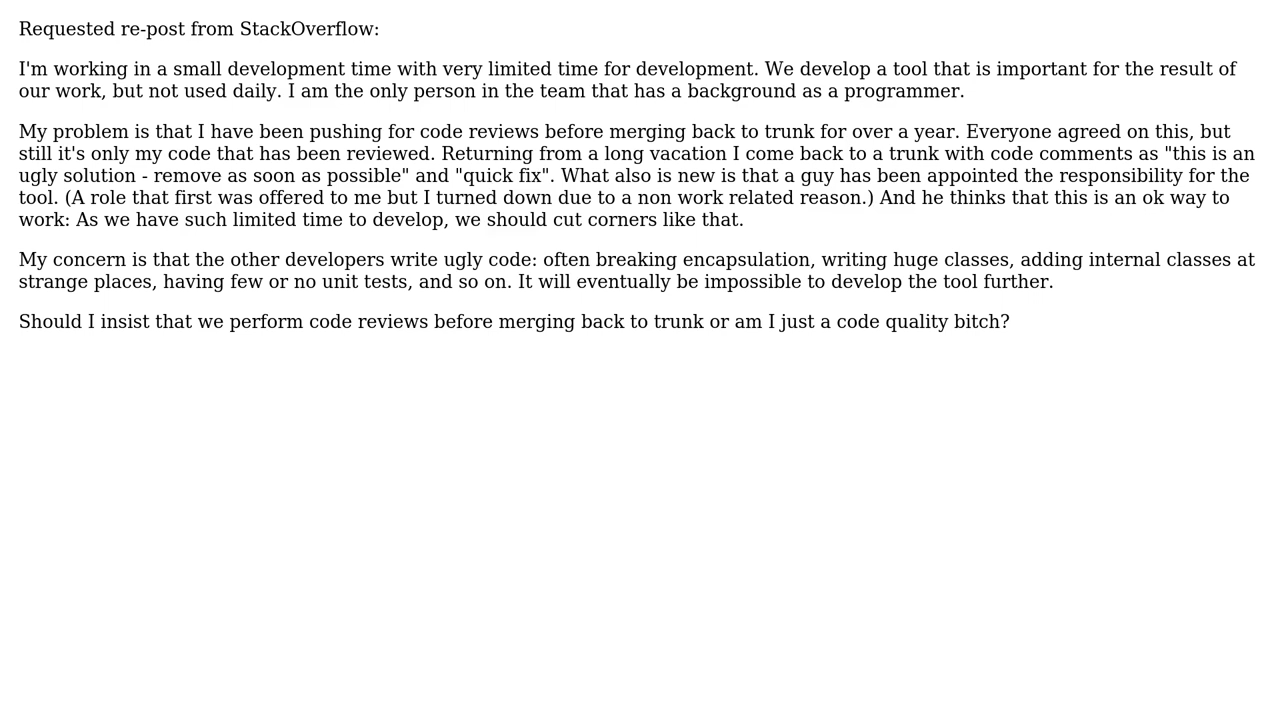 Requested re-post from StackOverflow:
I'm working in a small development time with very limited time for development. We develop a tool that is important for the result of
our work, but not used daily. I am the only person in the team that has a background as a programmer.
My problem is that I have been pushing for code reviews before merging back to trunk for over a year. Everyone agreed on this, but
still it's only my code that has been reviewed. Returning from a long vacation I come back to a trunk with code comments as "this is an
ugly solution - remove as soon as possible" and "quick fix". What also is new is that a guy has been appointed the responsibility for the
tool. (A role that first was offered to me but I turned down due to a non work related reason.) And he thinks that this is an ok way to
work: As we have such limited time to develop, we should cut corners like that.
My concern is that the other developers write ugly code: often breaking encapsulation, writing huge classes, adding internal classes at
strange places, having few or no unit tests, and so on. It will eventually be impossible to develop the tool further.
Should I insist that we perform code reviews before merging back to trunk or am I just a code quality bitch?